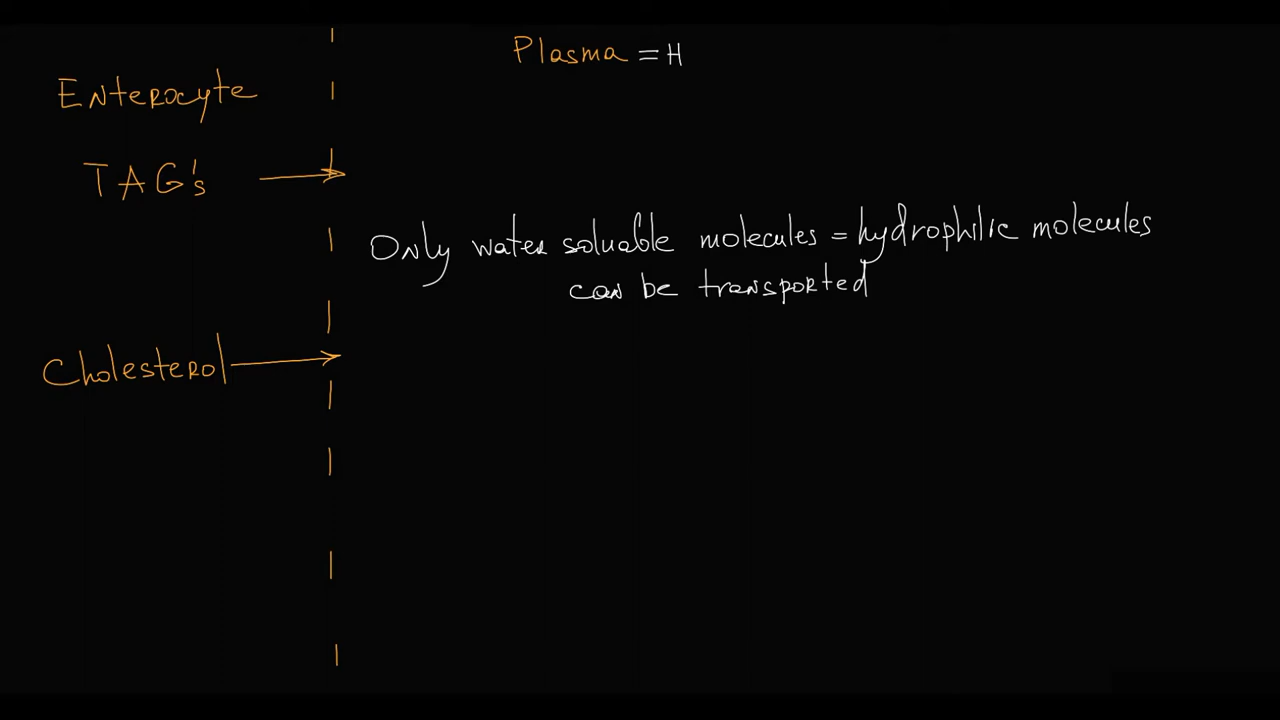 Plasma = H
Enterocyte
TAG's
Only water soluable molecules = hydrophilic molecules
can be transported
Cholesterol